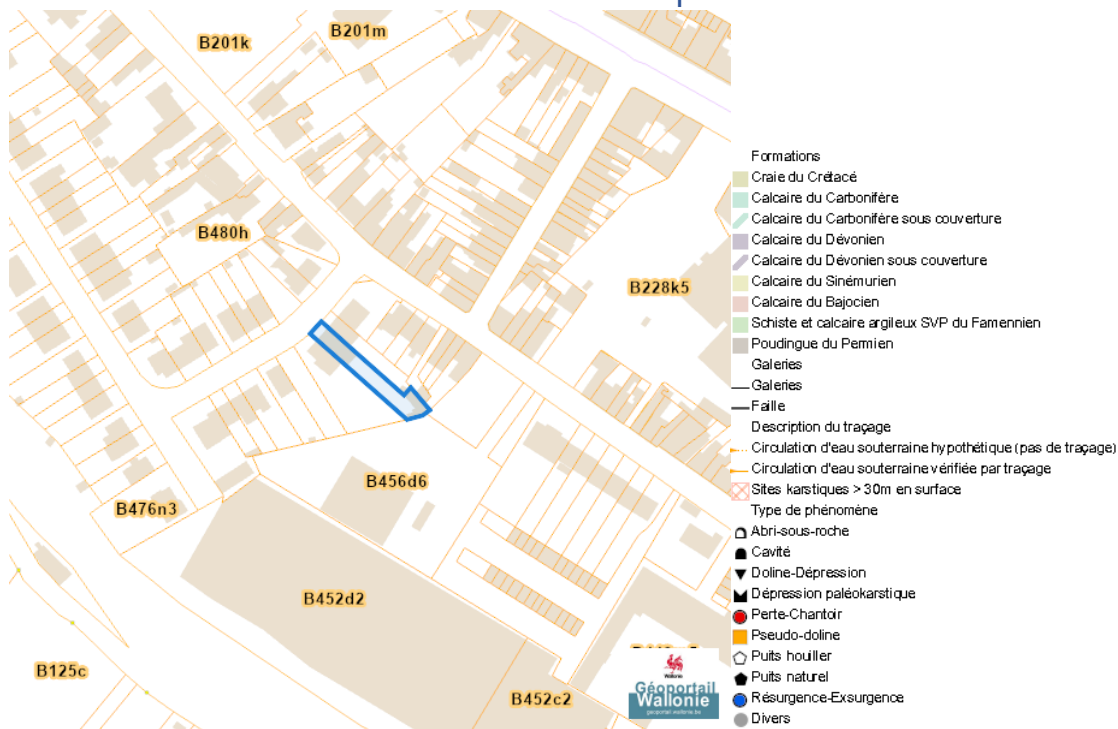 B201k
B201m
B480h
B228k5
B456d6
B476n3
B452d2
B125c
B452c2
Wallonie
Géoportail
Wallonie
geoportail.wallonie.be
Formations
Craie du Crétacé
Calcaire du Carbonifère
Calcaire du Carbonifère sous couverture
Calcaire du Dévonien
Calcaire du Dévonien sous couverture
Calcaire du Sinémurien
Calcaire du Bajocien
Schiste et calcaire argileux SVP du Famennien
Poudingue du Permien
Galeries
Galeries
Faille
Description du traçage
Circulation d'eau souterraine hypothétique (pas de traçage)
Circulation d'eau souterraine vérifiée par traçage
Sites karstiques > 30m en surface
Type de phénomène
Abri-sous-roche
Cavité
Doline-Dépression
Dépression paléokarstique
Perte-Chantoir
Pseudo-doline
Puits houiller
Puits naturel
Résurgence-Exsurgence
Divers